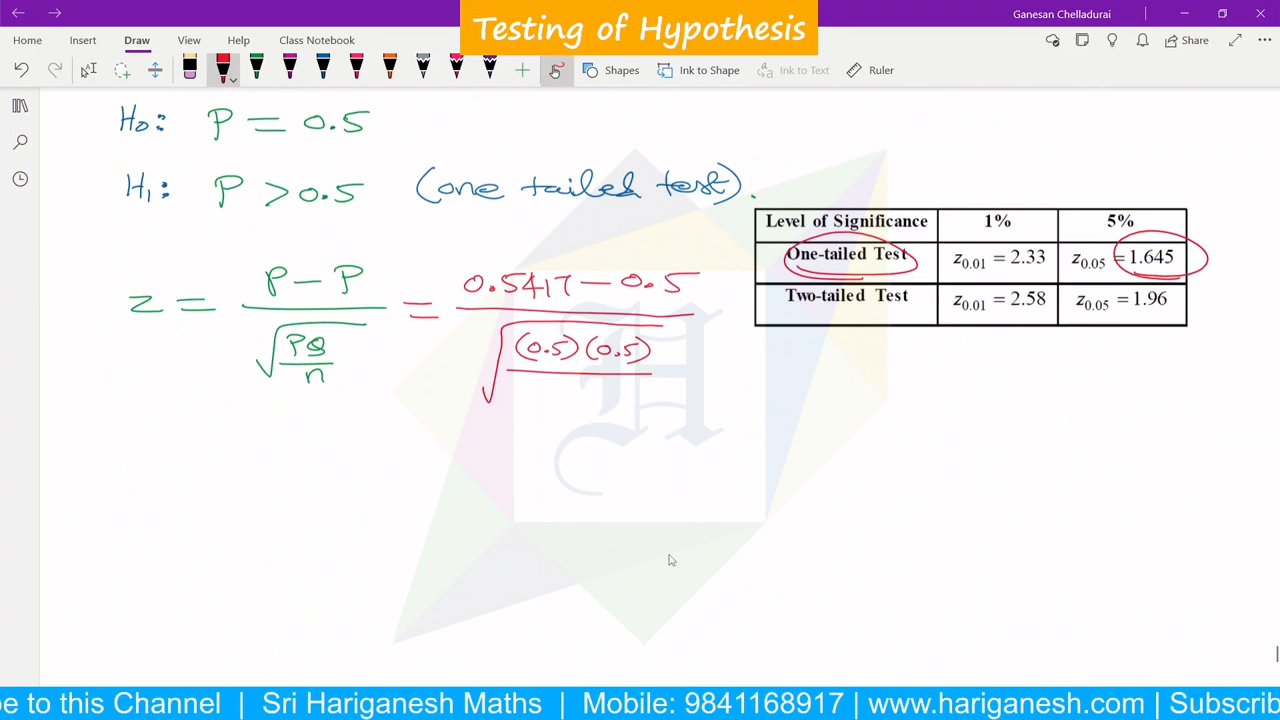 Ganesan Chelladurai
Testing of Hypothesis
Home Insert Draw View Help Class Notebook Share
Shapes Ink to Shape Ink to Text Ruler
H₀: P = 0.5
H₁: P > 0.5 (one tailed test).
Level of Significance 1% 5%
One-tailed Test z₀.₀₁ = 2.33 z₀.₀₅ = 1.645
Two-tailed Test z₀.₀₁ = 2.58 z₀.₀₅ = 1.96
p − P 0.5417 − 0.5
z = =
√ PQ √ (0.5)(0.5)
n
H
e to this Channel | Sri Hariganesh Maths | Mobile: 9841168917 | www.hariganesh.com | Subscrib